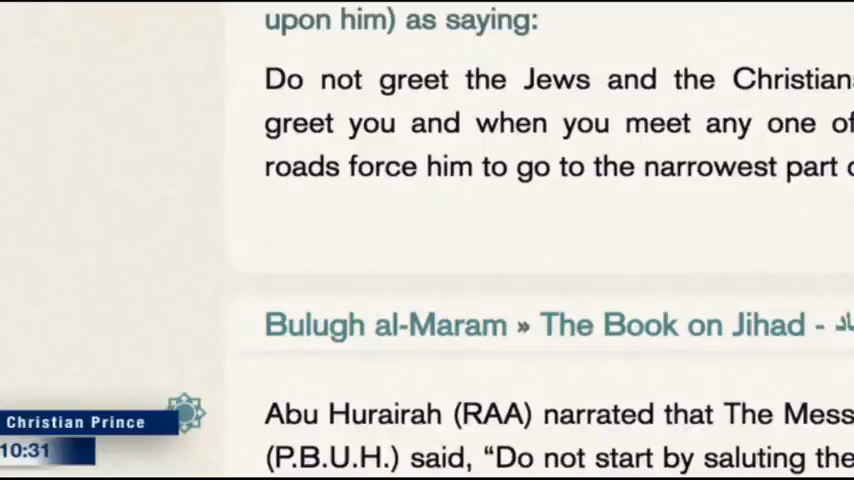 upon him) as saying:
Do not greet the Jews and the Christians
greet you and when you meet any one of
roads force him to go to the narrowest part
Bulugh al-Maram » The Book on Jihad -
Abu Hurairah (RAA) narrated that The Mess
(P.B.U.H.) said, “Do not start by saluting the
Christian Prince
10:31